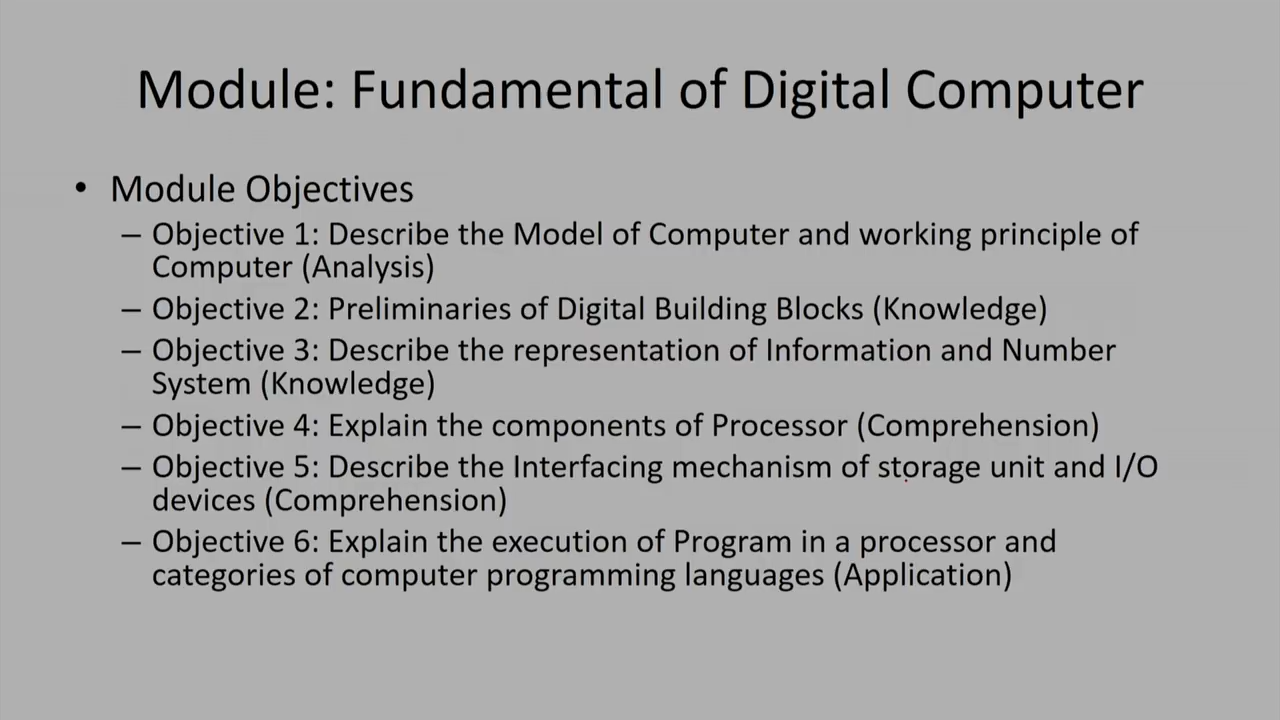 Module: Fundamental of Digital Computer
• Module Objectives
– Objective 1: Describe the Model of Computer and working principle of
Computer (Analysis)
– Objective 2: Preliminaries of Digital Building Blocks (Knowledge)
– Objective 3: Describe the representation of Information and Number
System (Knowledge)
– Objective 4: Explain the components of Processor (Comprehension)
– Objective 5: Describe the Interfacing mechanism of storage unit and I/O
devices (Comprehension)
– Objective 6: Explain the execution of Program in a processor and
categories of computer programming languages (Application)